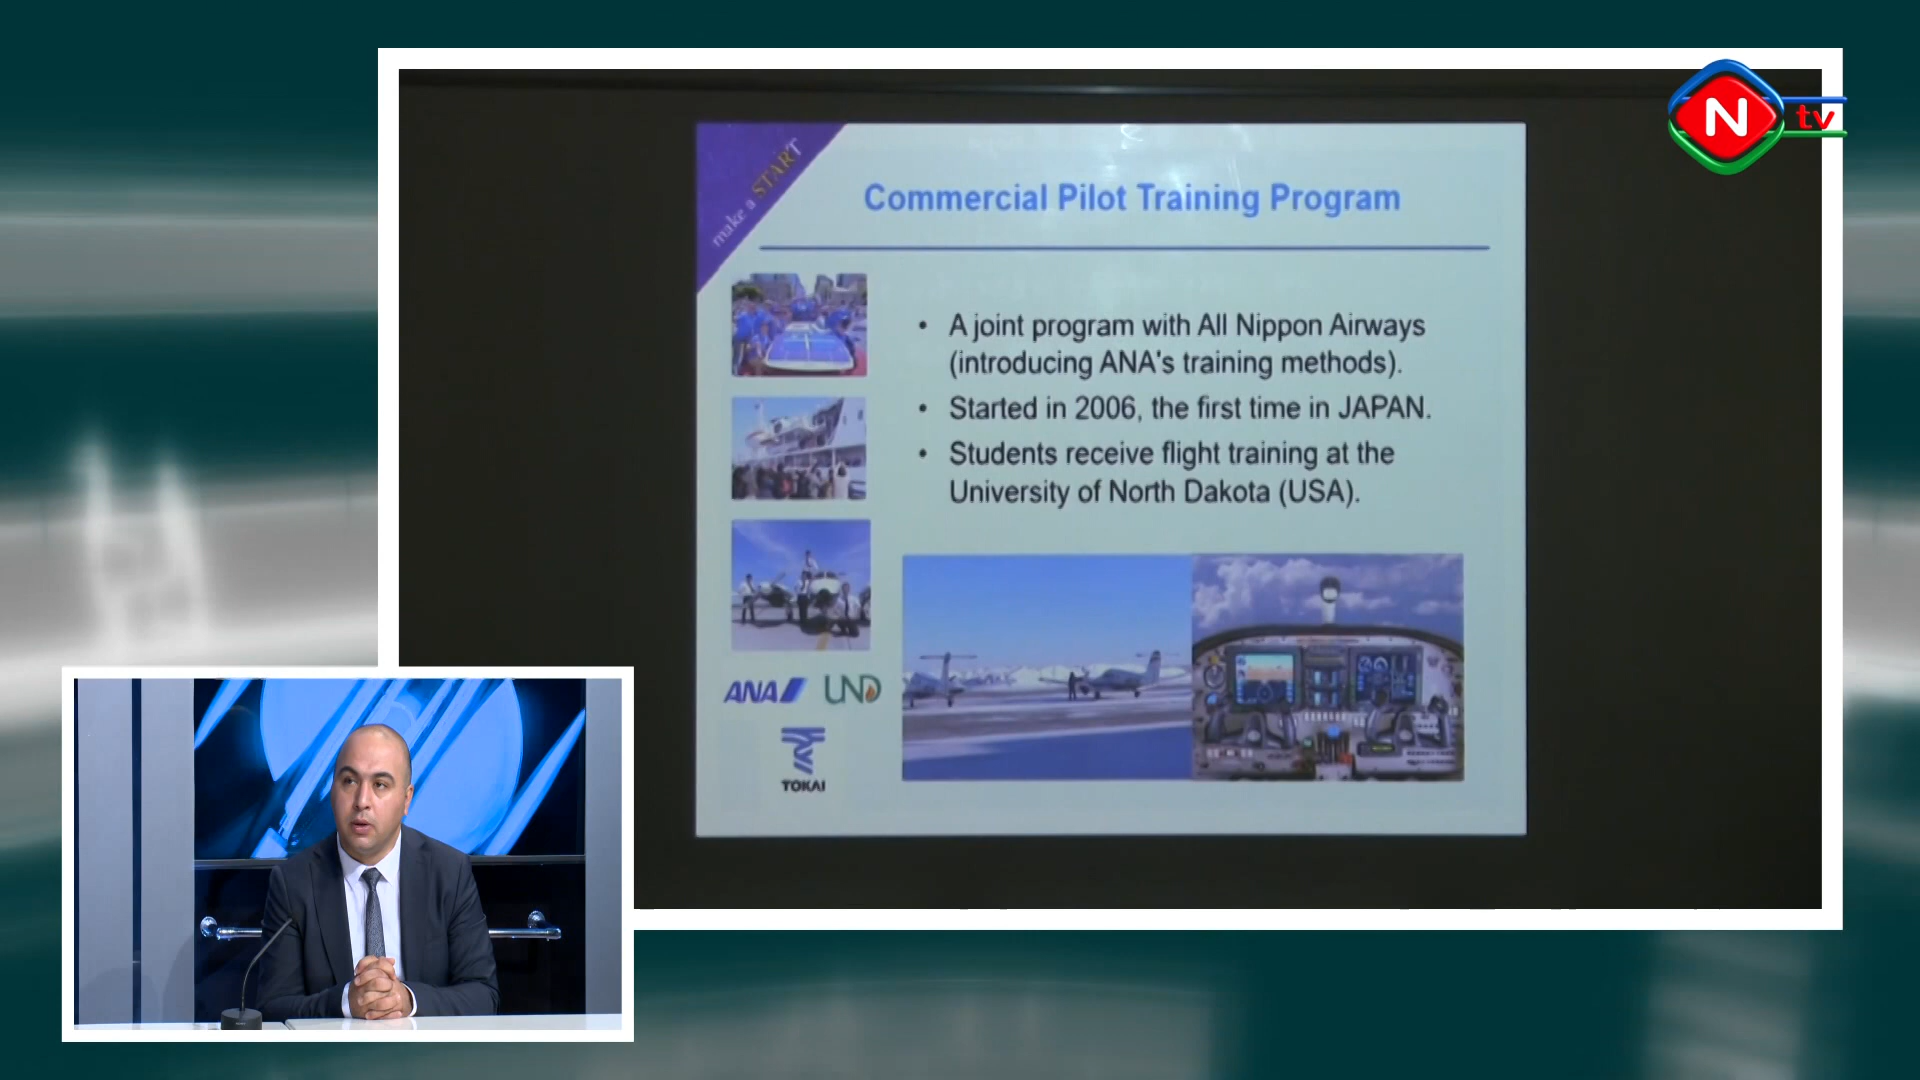 N tv
make a START
Commercial Pilot Training Program
• A joint program with All Nippon Airways
(introducing ANA's training methods).
• Started in 2006, the first time in JAPAN.
• Students receive flight training at the
University of North Dakota (USA).
ANA UND
TOKAI